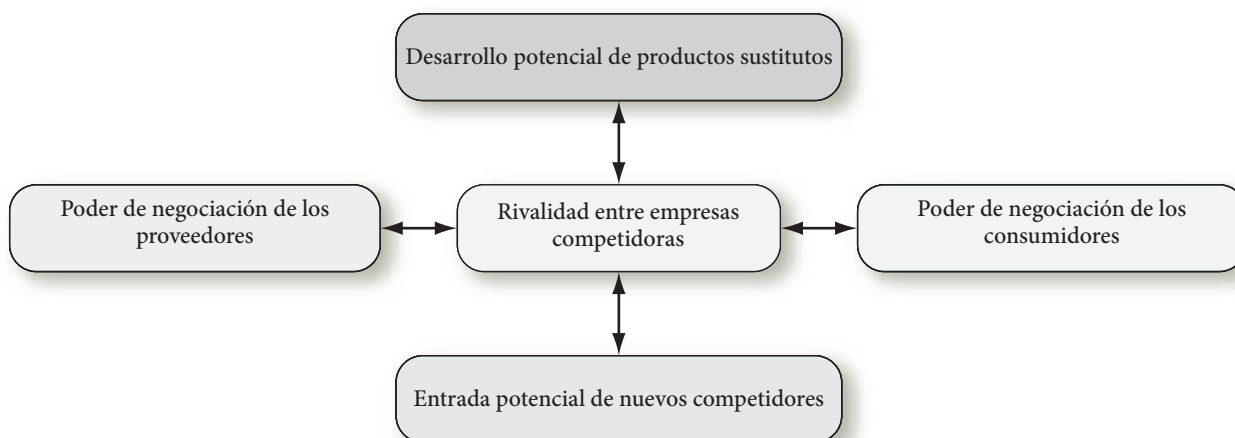 Desarrollo potencial de productos sustitutos
Poder de negociación de los
proveedores
Rivalidad entre empresas
competidoras
Poder de negociación de los
consumidores
Entrada potencial de nuevos competidores